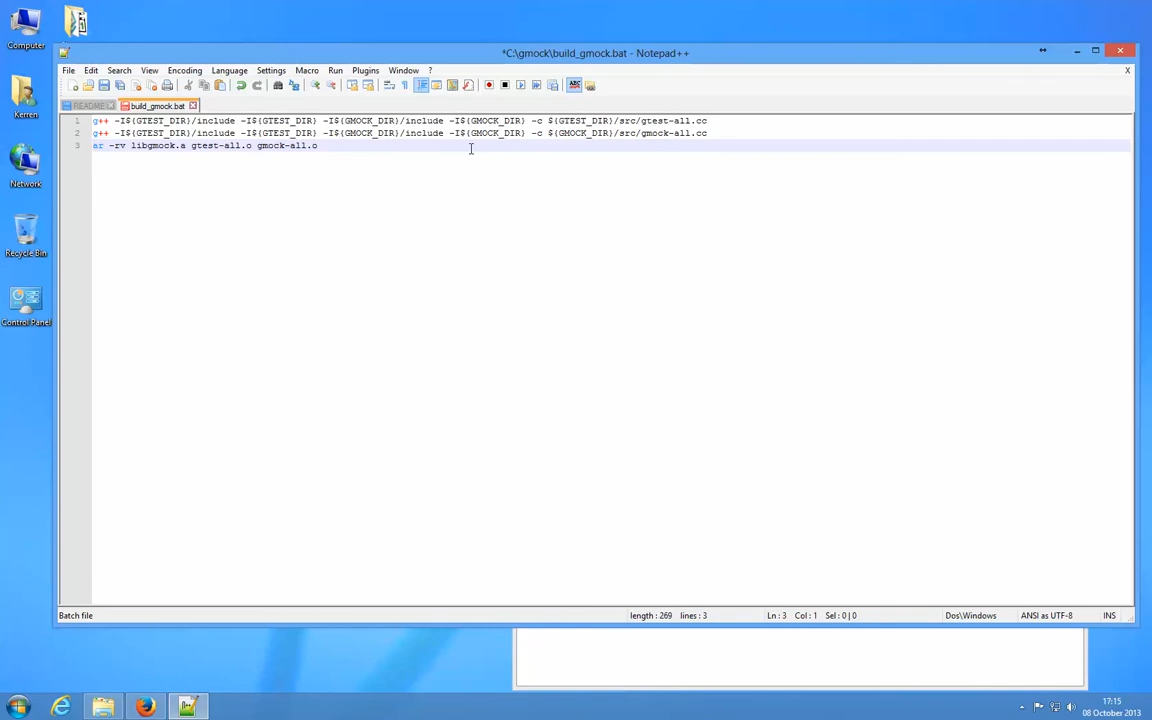 Computer
Kerren
Network
Recycle Bin
Control Panel
*C:\gmock\build_gmock.bat - Notepad++
File Edit Search View Encoding Language Settings Macro Run Plugins Window ?
X
README
build_gmock.bat
1 g++ -I${GTEST_DIR}/include -I${GTEST_DIR} -I${GMOCK_DIR}/include -I${GMOCK_DIR} -c ${GTEST_DIR}/src/gtest-all.cc
2 g++ -I${GTEST_DIR}/include -I${GTEST_DIR} -I${GMOCK_DIR}/include -I${GMOCK_DIR} -c ${GMOCK_DIR}/src/gmock-all.cc
3 ar -rv libgmock.a gtest-all.o gmock-all.o
Batch file length : 269 lines : 3 Ln : 3 Col : 1 Sel : 0 | 0 Dos\Windows ANSI as UTF-8 INS
17:15
08 October 2013